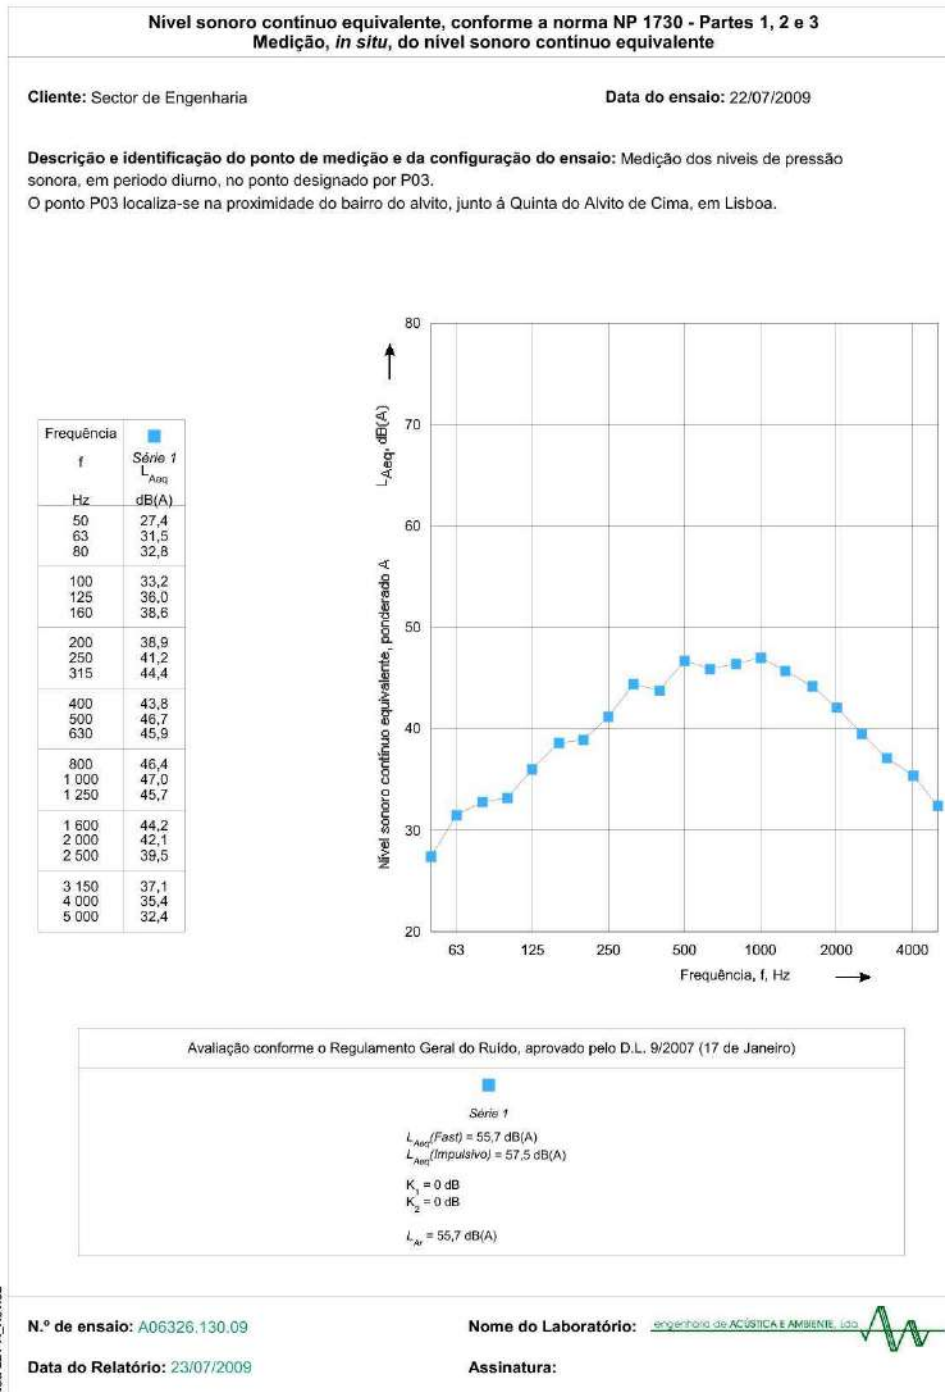 Nível sonoro contínuo equivalente, conforme a norma NP 1730 - Partes 1, 2 e 3
Medição, in situ, do nível sonoro contínuo equivalente
Cliente: Sector de Engenharia
Data do ensaio: 22/07/2009
Descrição e identificação do ponto de medição e da configuração do ensaio: Medição dos niveis de pressão
sonora, em periodo diurno, no ponto designado por P03.
O ponto P03 localiza-se na proximidade do bairro do alvito, junto á Quinta do Alvito de Cima, em Lisboa.
Frequência
f Série 1
LAeq
Hz dB(A)
50 27,4
63 31,5
80 32,8
100 33,2
125 36,0
160 38,6
200 38,9
250 41,2
315 44,4
400 43,8
500 46,7
630 45,9
800 46,4
1 000 47,0
1 250 45,7
1 600 44,2
2 000 42,1
2 500 39,5
3 150 37,1
4 000 35,4
5 000 32,4
Nível sonoro contínuo equivalente, ponderado A LAeq, dB(A)
80
70
60
50
40
30
20
63 125 250 500 1000 2000 4000
Frequência, f, Hz
Avaliação conforme o Regulamento Geral do Ruído, aprovado pelo D.L. 9/2007 (17 de Janeiro)
Série 1
LAeq(Fast) = 55,7 dB(A)
LAeq(Impulsivo) = 57,5 dB(A)
K1 = 0 dB
K2 = 0 dB
LAr = 55,7 dB(A)
N.º de ensaio: A06326.130.09
Nome do Laboratório: engenharia de ACÚSTICA E AMBIENTE, Lda
Data do Relatório: 23/07/2009
Assinatura: